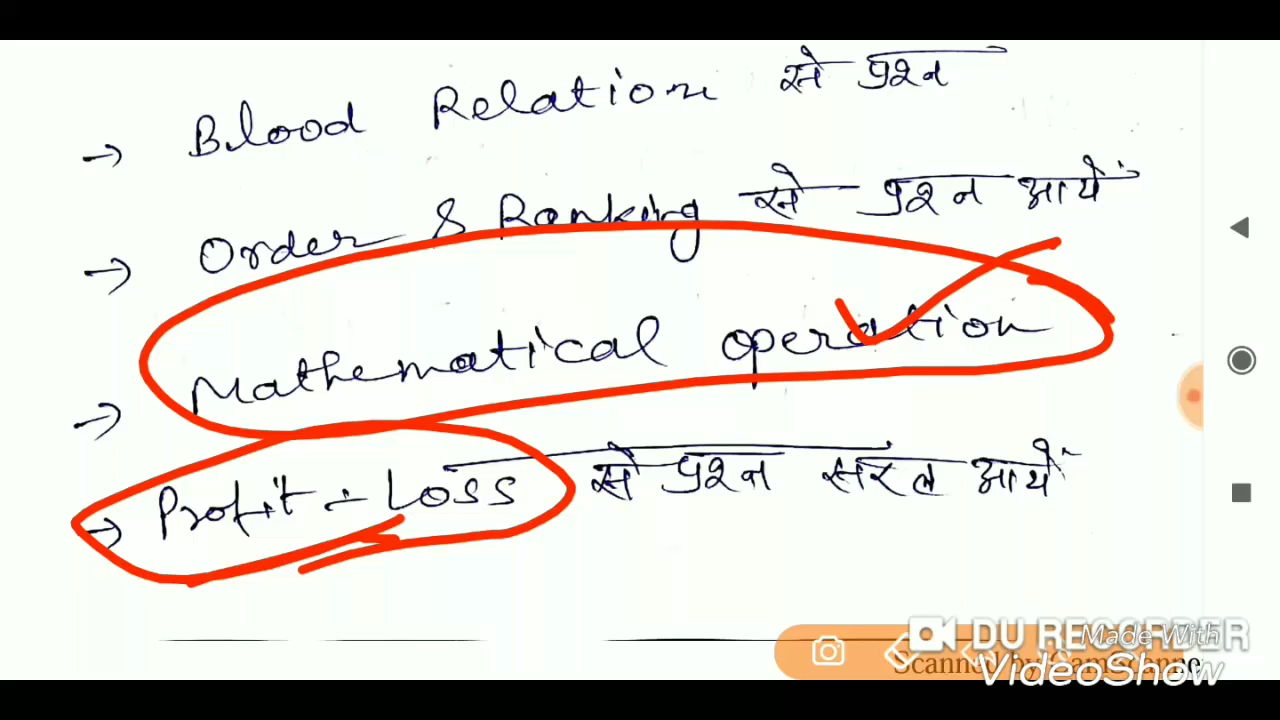 → Blood Relation से प्रश्न
→ Order & Ranking से प्रश्न आये
→ Mathematical operation
→ Profit - Loss से प्रश्न सरल आये
DU RECORDER
Made With
VideoShow